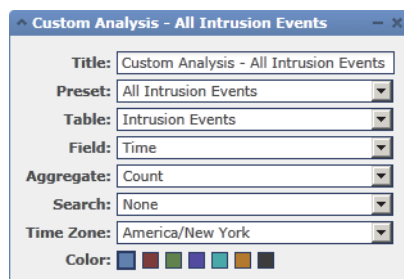 Custom Analysis - All Intrusion Events
Title: Custom Analysis - All Intrusion Events
Preset: All Intrusion Events
Table: Intrusion Events
Field: Time
Aggregate: Count
Search: None
Time Zone: America/New York
Color: